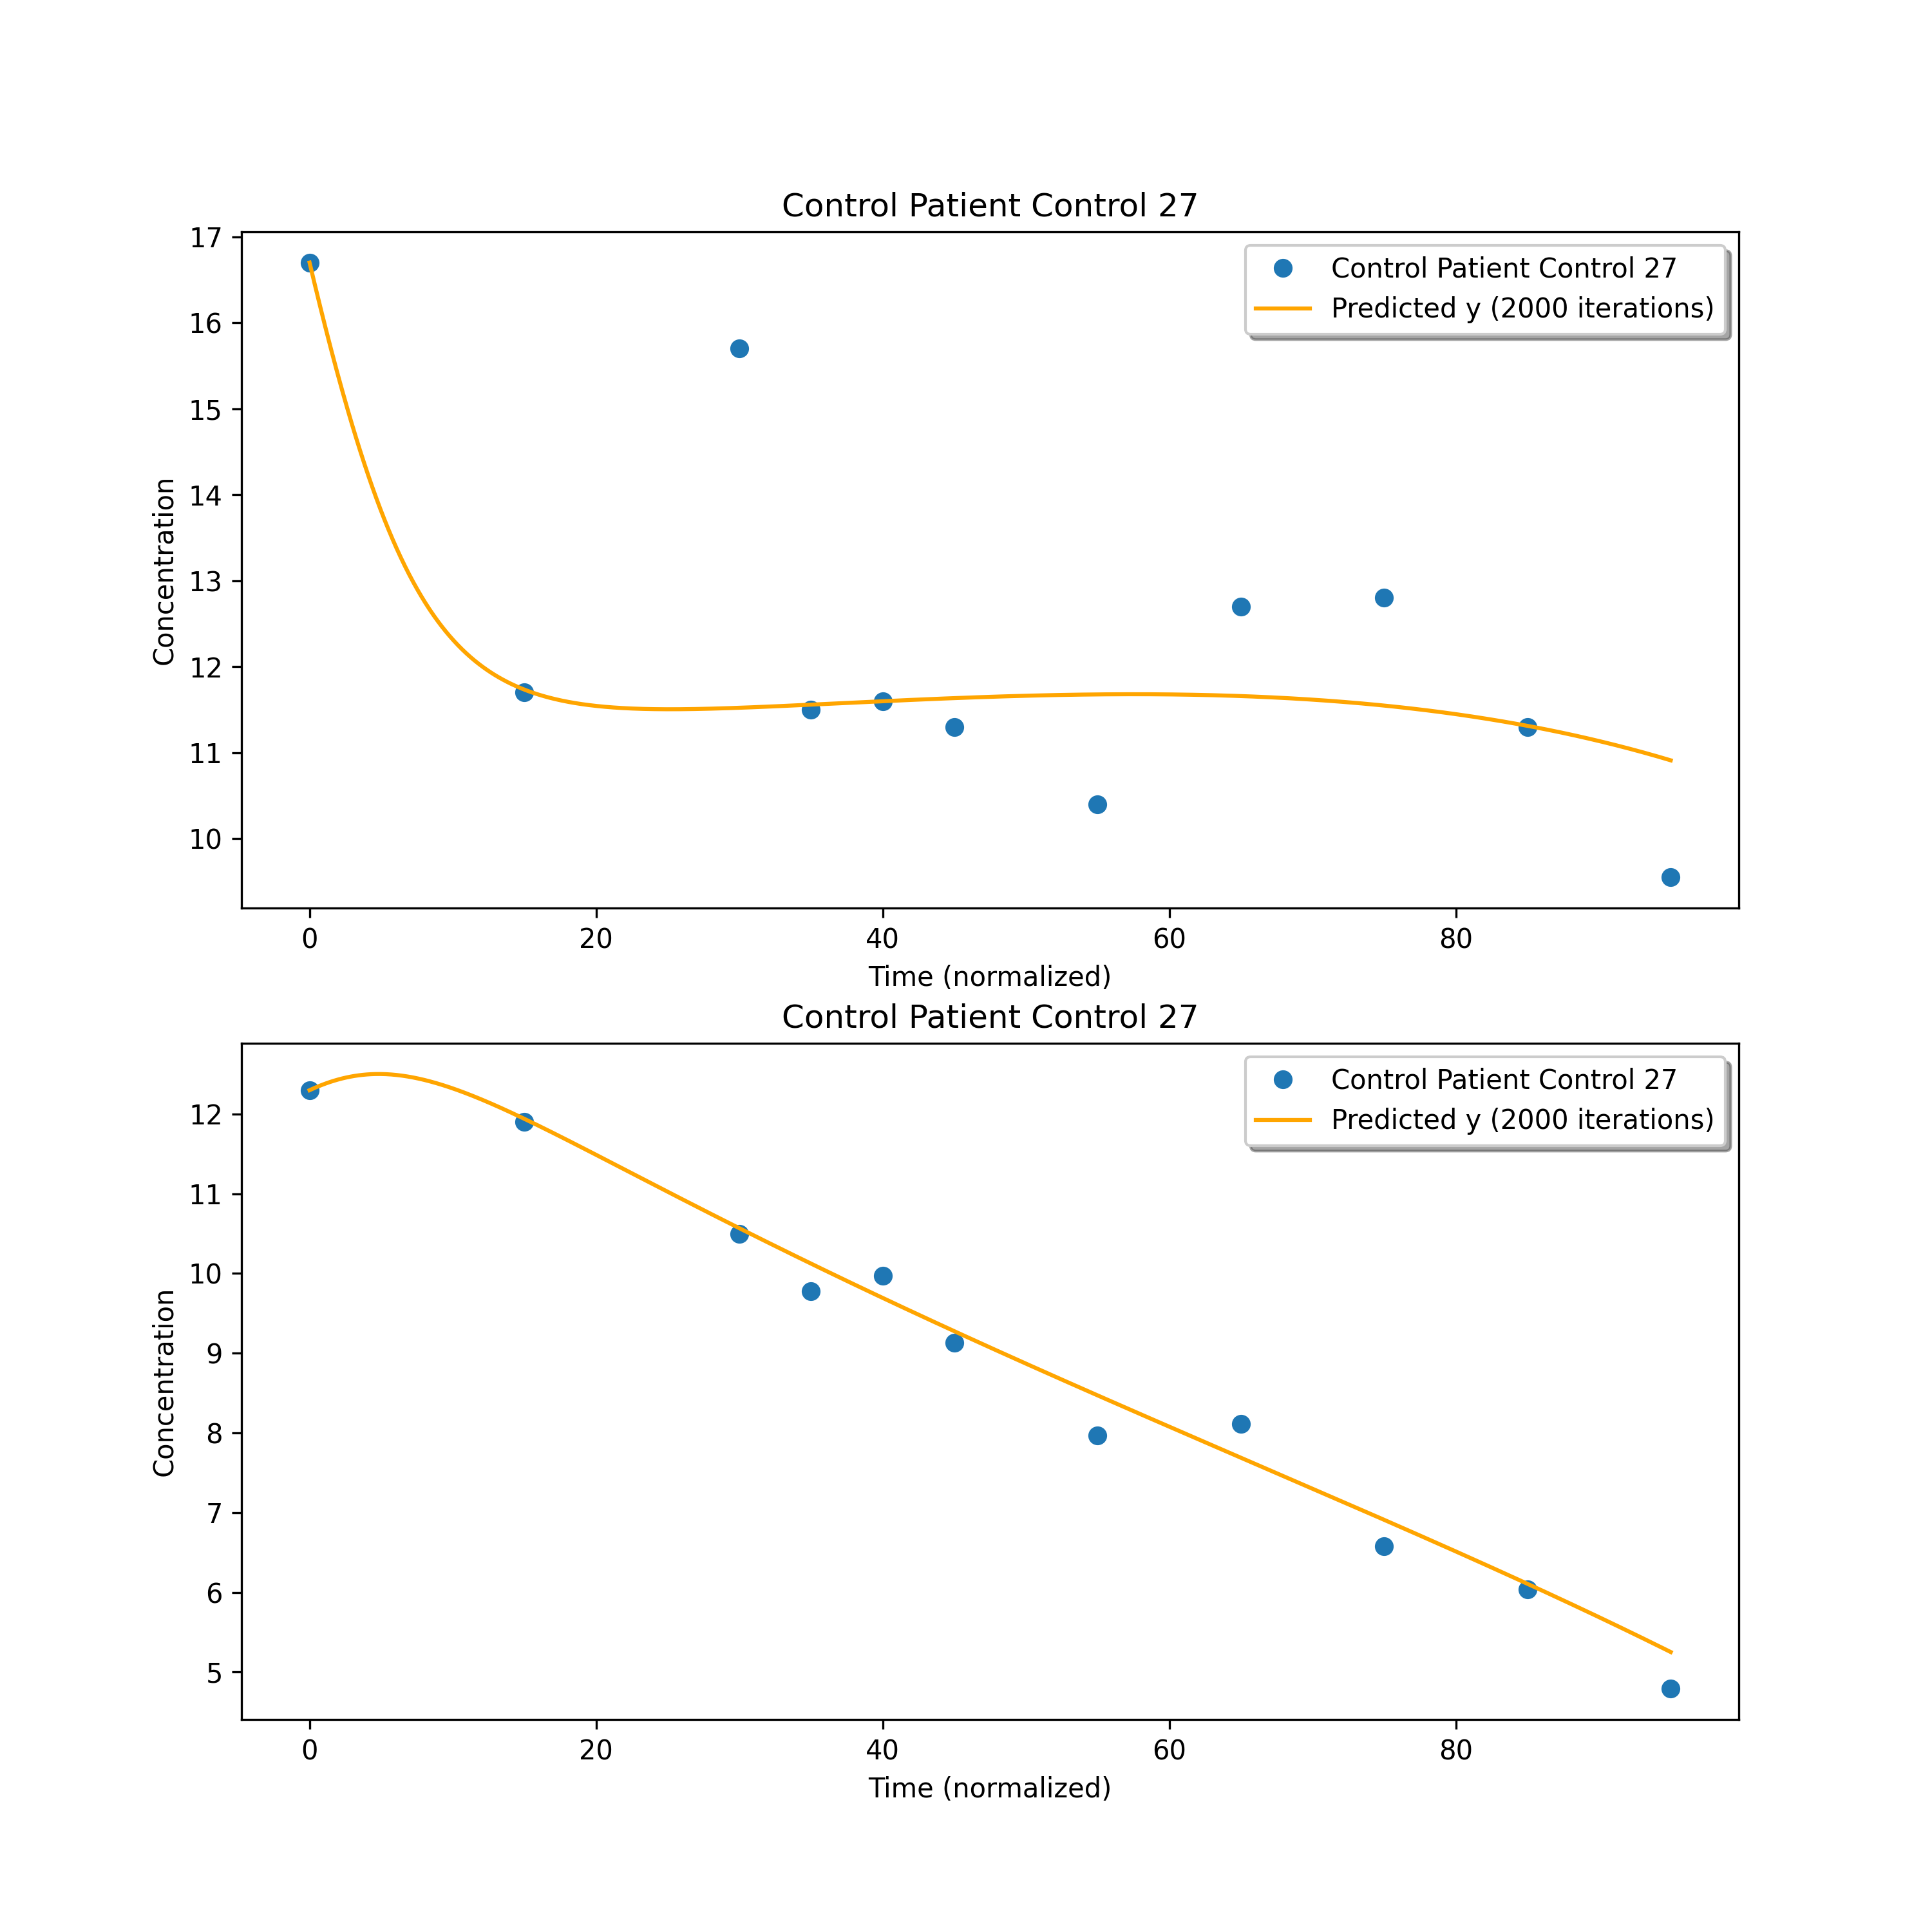 Control Patient Control 27
Control Patient Control 27
Predicted y (2000 iterations)
17
16
15
14
13
12
11
10
Concentration
0 20 40 60 80
Time (normalized)
Control Patient Control 27
Control Patient Control 27
Predicted y (2000 iterations)
12
11
10
9
8
7
6
5
Concentration
0 20 40 60 80
Time (normalized)